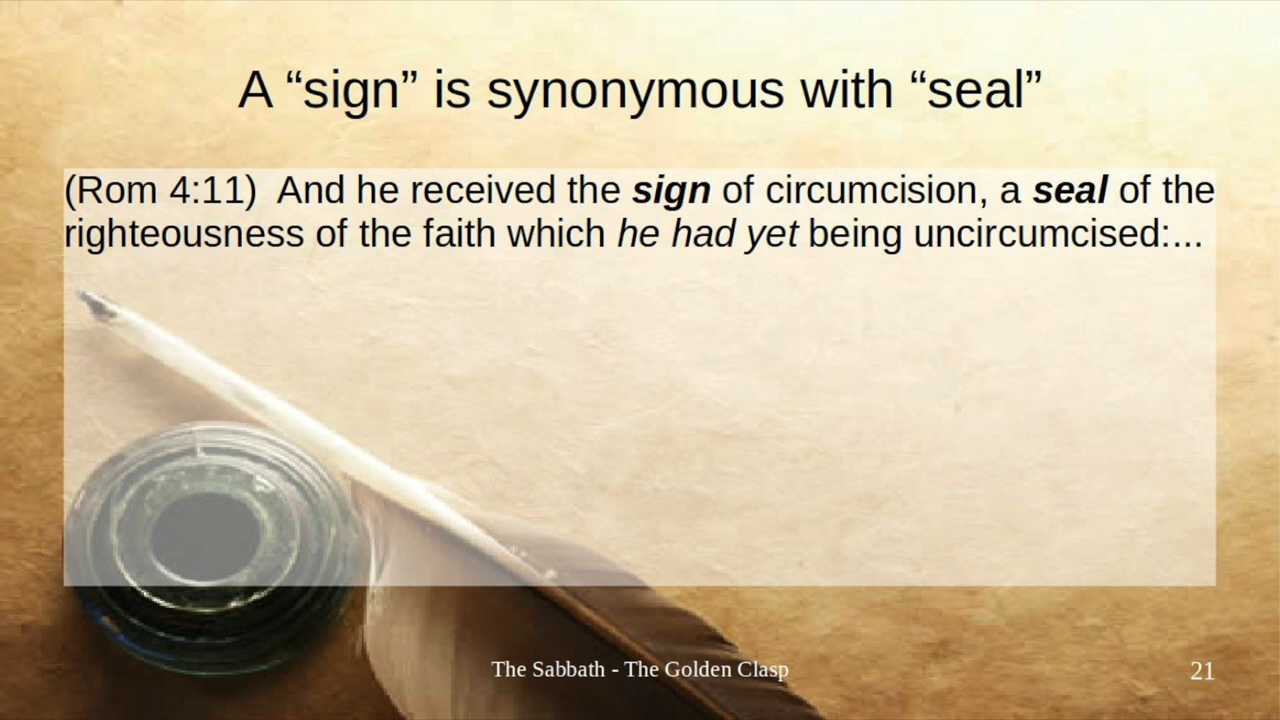 A “sign” is synonymous with “seal”
(Rom 4:11)  And he received the sign of circumcision, a seal of the
righteousness of the faith which he had yet being uncircumcised:...
The Sabbath - The Golden Clasp
21